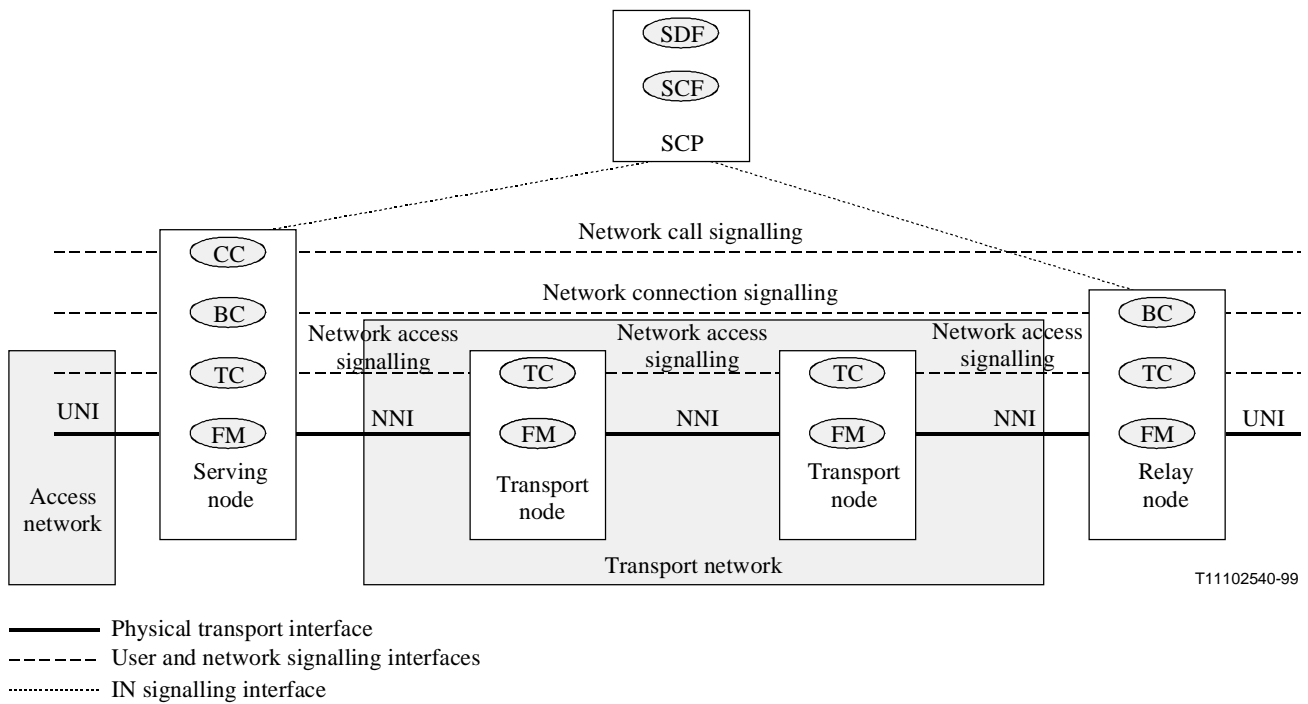 SDF
SCF
SCP
Network call signalling
CC
Network connection signalling
BC
BC
Network access
signalling
Network access
signalling
Network access
signalling
TC
TC
TC
TC
UNI
NNI
NNI
NNI
UNI
FM
FM
FM
FM
Serving
node
Transport
node
Transport
node
Relay
node
Access
network
Transport network
T11102540-99
Physical transport interface
User and network signalling interfaces
IN signalling interface